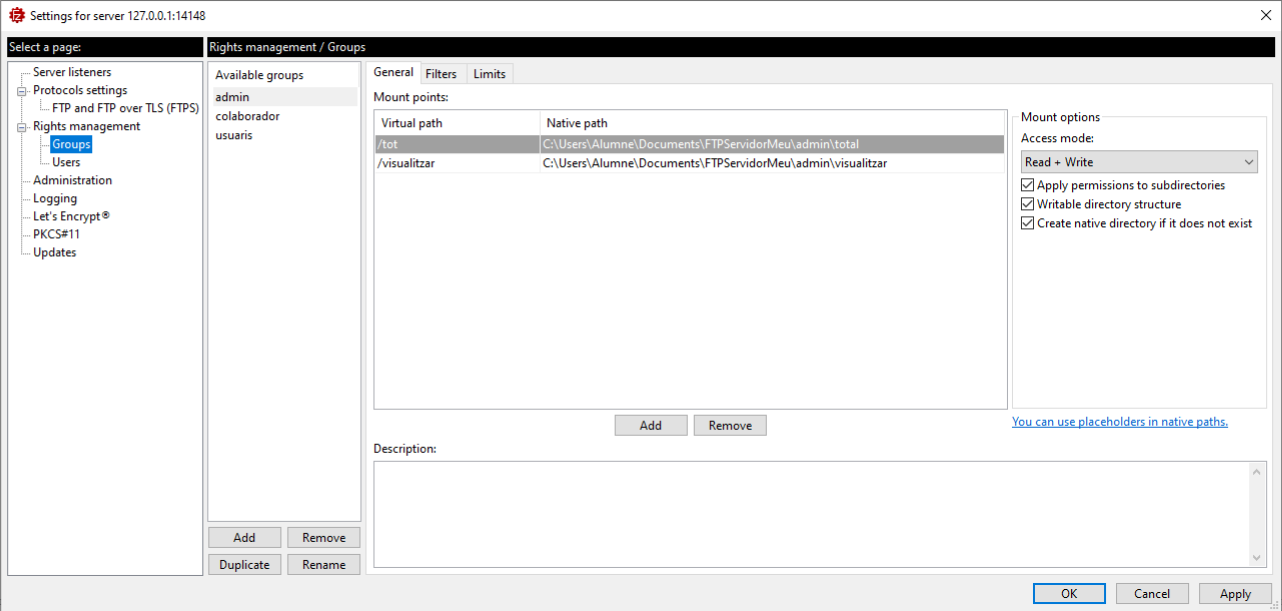 Settings for server 127.0.0.1:14148
Select a page:
Server listeners
Protocols settings
FTP and FTP over TLS (FTPS)
Rights management
Groups
Users
Administration
Logging
Let's Encrypt®
PKCS#11
Updates
Rights management / Groups
Available groups
admin
colaborador
usuaris
Add Remove
Duplicate Rename
General Filters Limits
Mount points:
Virtual path Native path
/tot C:\Users\Alumne\Documents\FTPServidorMeu\admin\total
/visualitzar C:\Users\Alumne\Documents\FTPServidorMeu\admin\visualitzar
Add Remove
Mount options
Access mode:
Read + Write
Apply permissions to subdirectories
Writable directory structure
Create native directory if it does not exist
You can use placeholders in native paths.
Description:
OK Cancel Apply